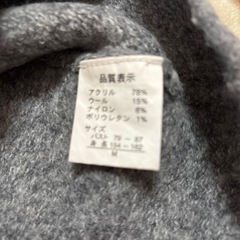 品質表示
アクリル 78%
ウール 15%
ナイロン 6%
ポリウレタン 1%
サイズ
バスト 79 - 87
身長 154 - 162
M